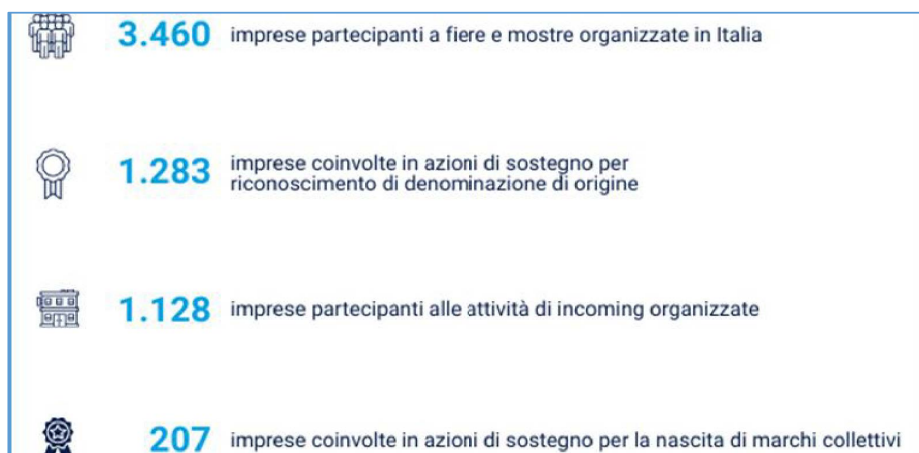 3.460 imprese partecipanti a fiere e mostre organizzate in Italia
1.283 imprese coinvolte in azioni di sostegno per
riconoscimento di denominazione di origine
1.128 imprese partecipanti alle attività di incoming organizzate
207 imprese coinvolte in azioni di sostegno per la nascita di marchi collettivi